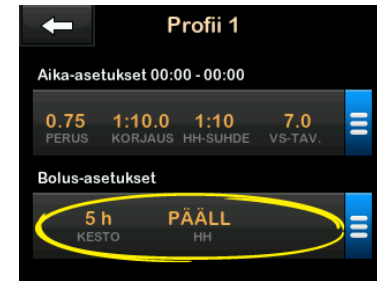 Profii 1
Aika-asetukset 00:00 - 00:00
0.75 1:10.0 1:10 7.0
PERUS KORJAUS HH-SUHDE VS-TAV.
Bolus-asetukset
5 h PÄÄLL
KESTO HH